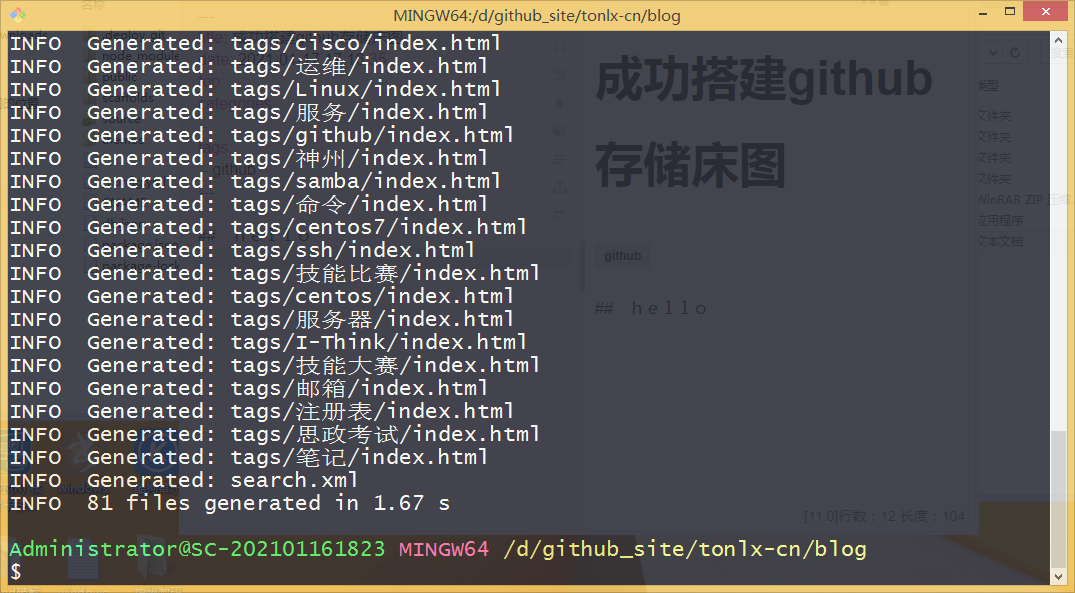 MINGW64:/d/github_site/tonlx-cn/blog
INFO  Generated: tags/cisco/index.html
INFO  Generated: tags/运维/index.html
INFO  Generated: tags/Linux/index.html
INFO  Generated: tags/服务/index.html
INFO  Generated: tags/github/index.html
INFO  Generated: tags/神州/index.html
INFO  Generated: tags/samba/index.html
INFO  Generated: tags/命令/index.html
INFO  Generated: tags/centos7/index.html
INFO  Generated: tags/ssh/index.html
INFO  Generated: tags/技能比赛/index.html
INFO  Generated: tags/centos/index.html
INFO  Generated: tags/服务器/index.html
INFO  Generated: tags/I-Think/index.html
INFO  Generated: tags/技能大赛/index.html
INFO  Generated: tags/邮箱/index.html
INFO  Generated: tags/注册表/index.html
INFO  Generated: tags/思政考试/index.html
INFO  Generated: tags/笔记/index.html
INFO  Generated: search.xml
INFO  81 files generated in 1.67 s
Administrator@SC-202101161823 MINGW64 /d/github_site/tonlx-cn/blog
$
成功搭建github
存储床图
github
## hello
[11:0]行数：12 长度：104
类型
文件夹
文件夹
文件夹
文件夹
WinRAR ZIP 压缩
应用程序
文本文档